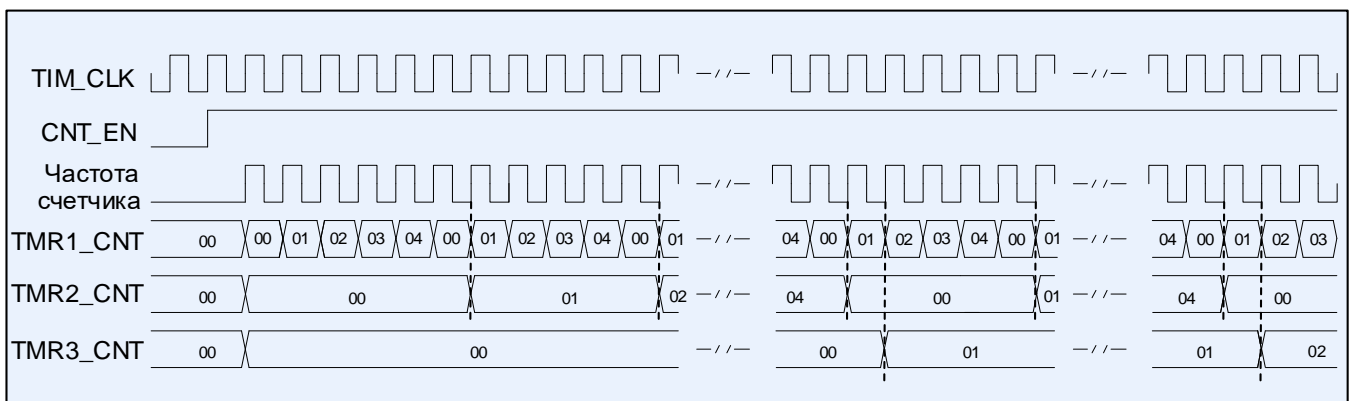 TIM_CLK
CNT_EN
Частота
счетчика
TMR1_CNT 00 00 01 02 03 04 00 01 02 03 04 00 01 04 00 01 02 03 04 00 01 04 00 01 02 03
TMR2_CNT 00 00 01 02 04 00 01 04 00
TMR3_CNT 00 00 00 01 01 02